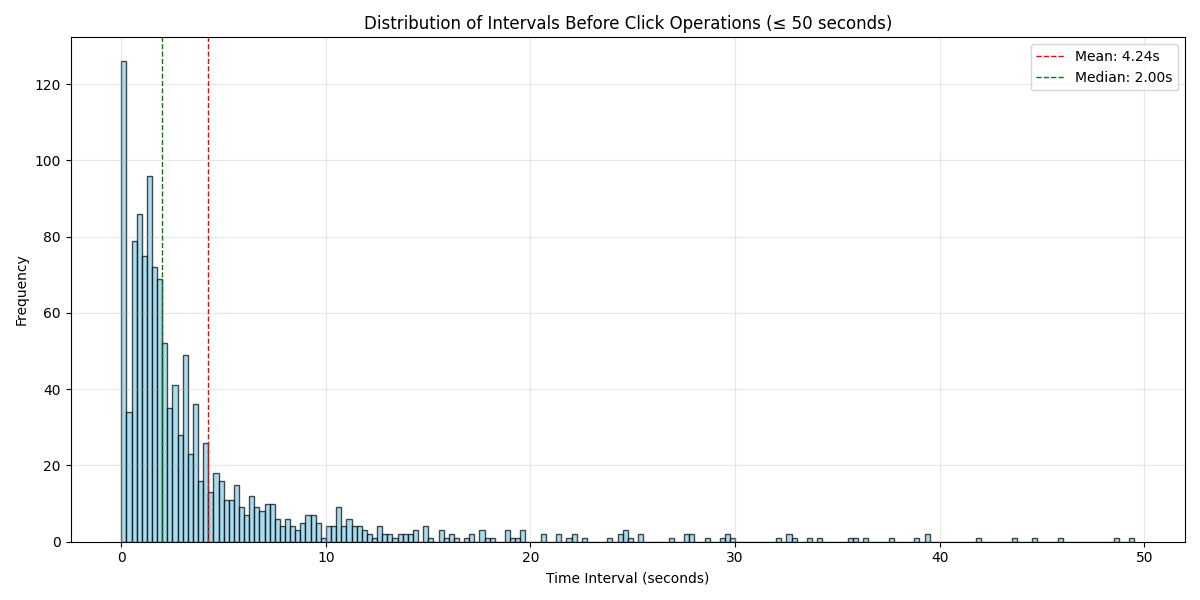 Distribution of Intervals Before Click Operations (≤ 50 seconds)
Mean: 4.24s
Median: 2.00s
120
100
80
60
40
20
0
Frequency
0 10 20 30 40 50
Time Interval (seconds)